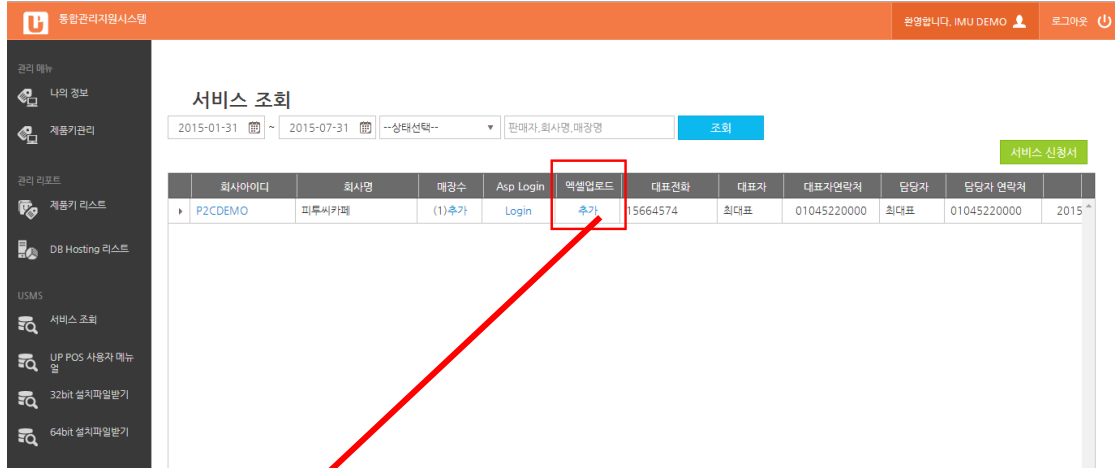 통합관리지원시스템
환영합니다, IMU DEMO
로그아웃
관리 메뉴
나의 정보
제품키관리
관리 리포트
제품키 리스트
DB Hosting 리스트
USMS
서비스 조회
UP POS 사용자 메뉴
얼
32bit 설치파일받기
64bit 설치파일받기
서비스 조회
2015-01-31 ~ 2015-07-31 --상태선택-- 판매자,회사명,매장명 조회
서비스 신청서
회사아이디 회사명 매장수 Asp Login 엑셀업로드 대표전화 대표자 대표자연락처 담당자 담당자 연락처
P2CDEMO 피투씨카페 (1)추가 Login 추가 15664574 최대표 01045220000 최대표 01045220000 2015